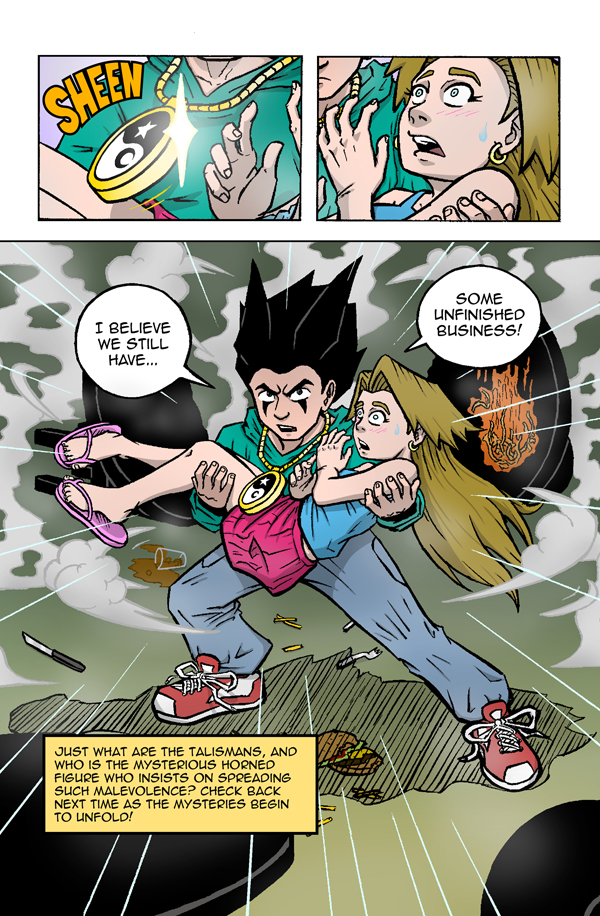 SHEEN
I BELIEVE
WE STILL
HAVE...
SOME
UNFINISHED
BUSINESS!
JUST WHAT ARE THE TALISMANS, AND
WHO IS THE MYSTERIOUS HORNED
FIGURE WHO INSISTS ON SPREADING
SUCH MALEVOLENCE? CHECK BACK
NEXT TIME AS THE MYSTERIES BEGIN
TO UNFOLD!